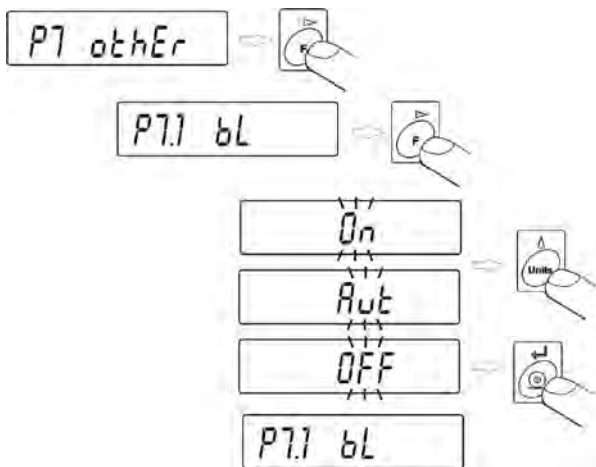 P7 othEr
F
P7.1 bL
F
On
Aut
Units
OFF
P7.1 bL